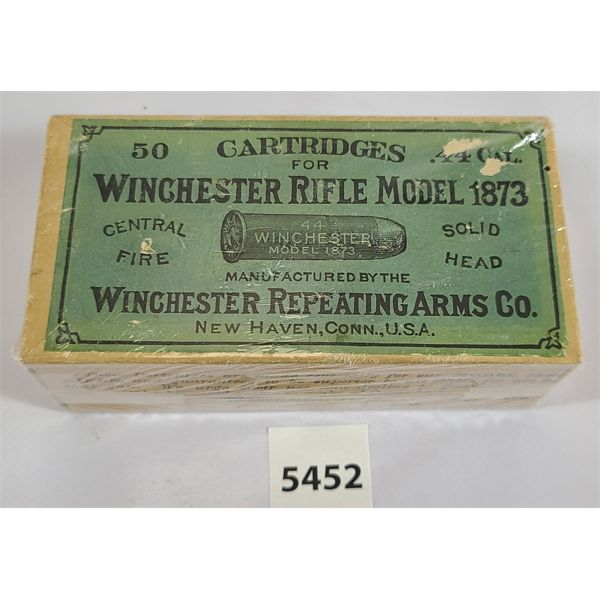 50 CARTRIDGES .44 CAL.
FOR
WINCHESTER RIFLE MODEL 1873
CENTRAL FIRE
44
WINCHESTER
MODEL 1873.
SOLID HEAD
MANUFACTURED BY THE
WINCHESTER REPEATING ARMS CO.
NEW HAVEN, CONN., U.S.A.
5452